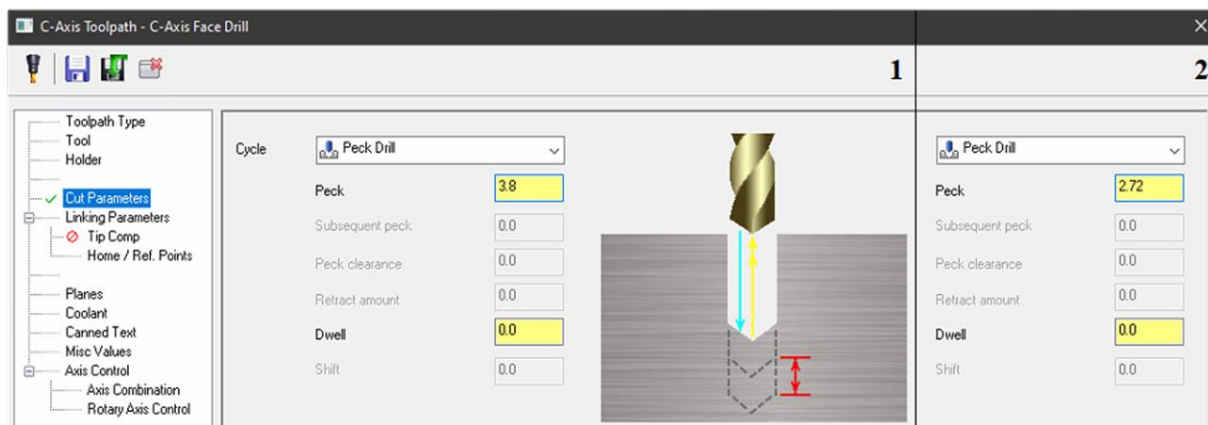 C-Axis Toolpath - C-Axis Face Drill
1
2
Toolpath Type
Tool
Holder
Cut Parameters
Linking Parameters
Tip Comp
Home / Ref. Points
Planes
Coolant
Canned Text
Misc Values
Axis Control
Axis Combination
Rotary Axis Control
Cycle Peck Drill
Peck 3.8
Subsequent peck 0.0
Peck clearance 0.0
Retract amount 0.0
Dwell 0.0
Shift 0.0
Peck Drill
Peck 2.72
Subsequent peck 0.0
Peck clearance 0.0
Retract amount 0.0
Dwell 0.0
Shift 0.0